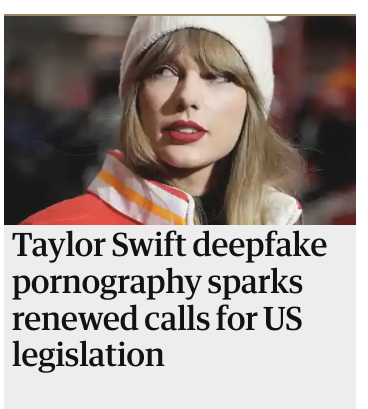 Taylor Swift deepfake
pornography sparks
renewed calls for US
legislation